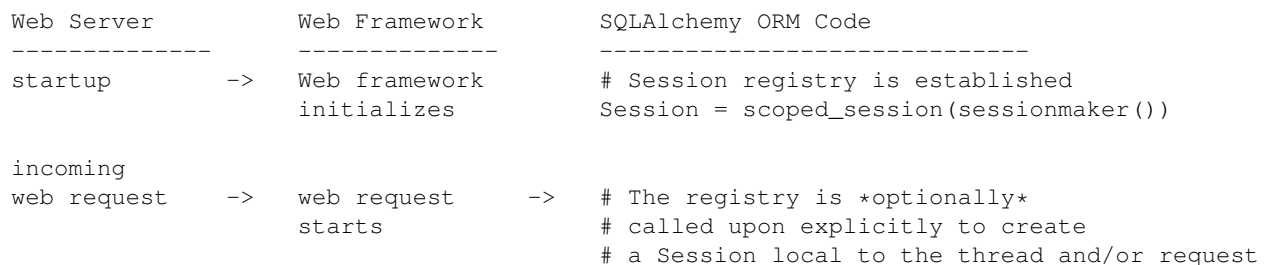 Web Server          Web Framework        SQLAlchemy ORM Code
--------------      --------------       ------------------------------
startup        ->   Web framework        # Session registry is established
                    initializes          Session = scoped_session(sessionmaker())

incoming
web request    ->   web request     ->   # The registry is *optionally*
                    starts               # called upon explicitly to create
                                         # a Session local to the thread and/or request